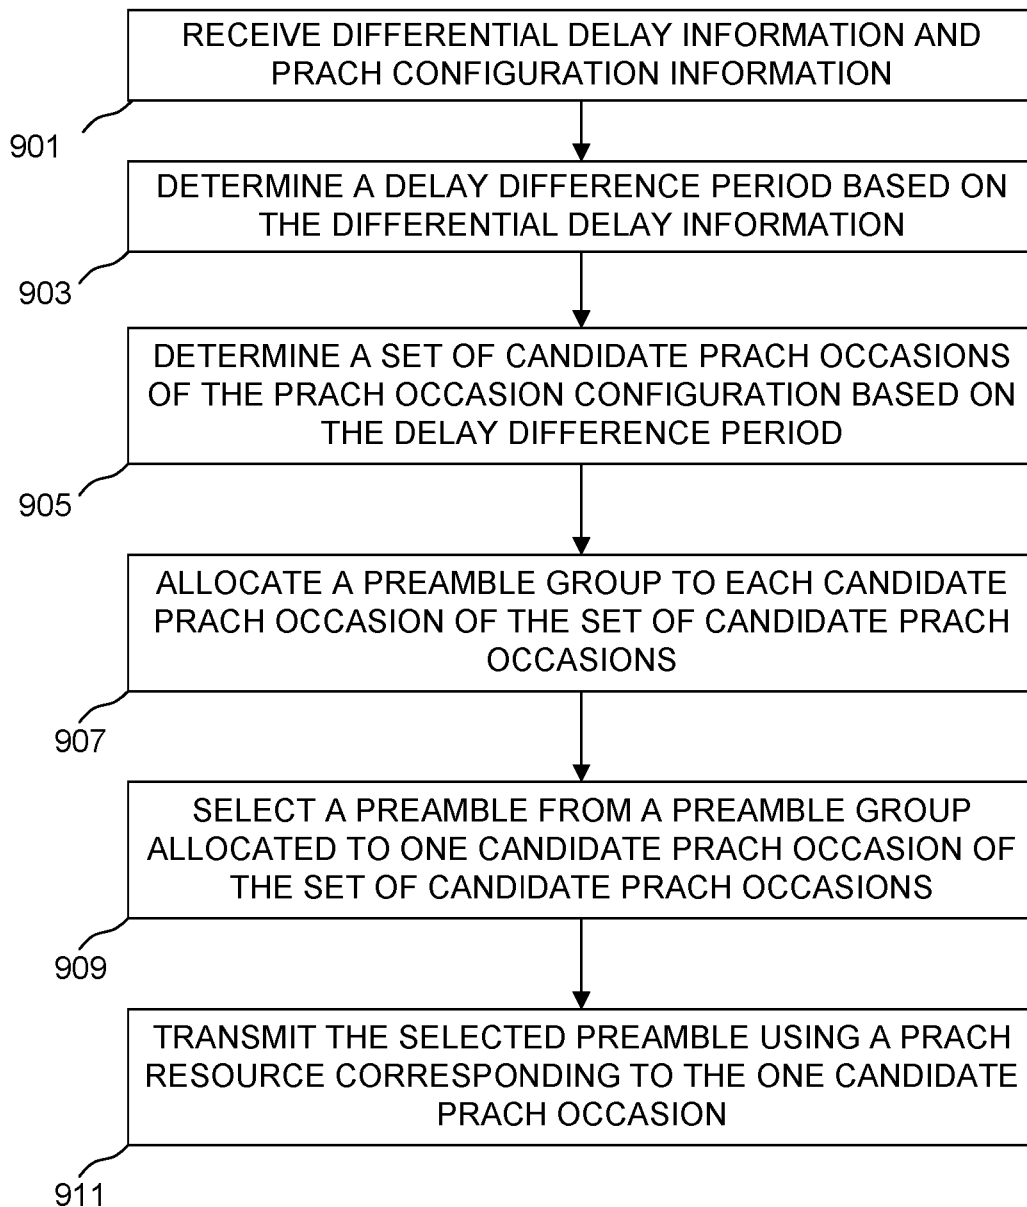 RECEIVE DIFFERENTIAL DELAY INFORMATION AND
PRACH CONFIGURATION INFORMATION
901
DETERMINE A DELAY DIFFERENCE PERIOD BASED ON
THE DIFFERENTIAL DELAY INFORMATION
903
DETERMINE A SET OF CANDIDATE PRACH OCCASIONS
OF THE PRACH OCCASION CONFIGURATION BASED ON
THE DELAY DIFFERENCE PERIOD
905
ALLOCATE A PREAMBLE GROUP TO EACH CANDIDATE
PRACH OCCASION OF THE SET OF CANDIDATE PRACH
OCCASIONS
907
SELECT A PREAMBLE FROM A PREAMBLE GROUP
ALLOCATED TO ONE CANDIDATE PRACH OCCASION OF
THE SET OF CANDIDATE PRACH OCCASIONS
909
TRANSMIT THE SELECTED PREAMBLE USING A PRACH
RESOURCE CORRESPONDING TO THE ONE CANDIDATE
PRACH OCCASION
911